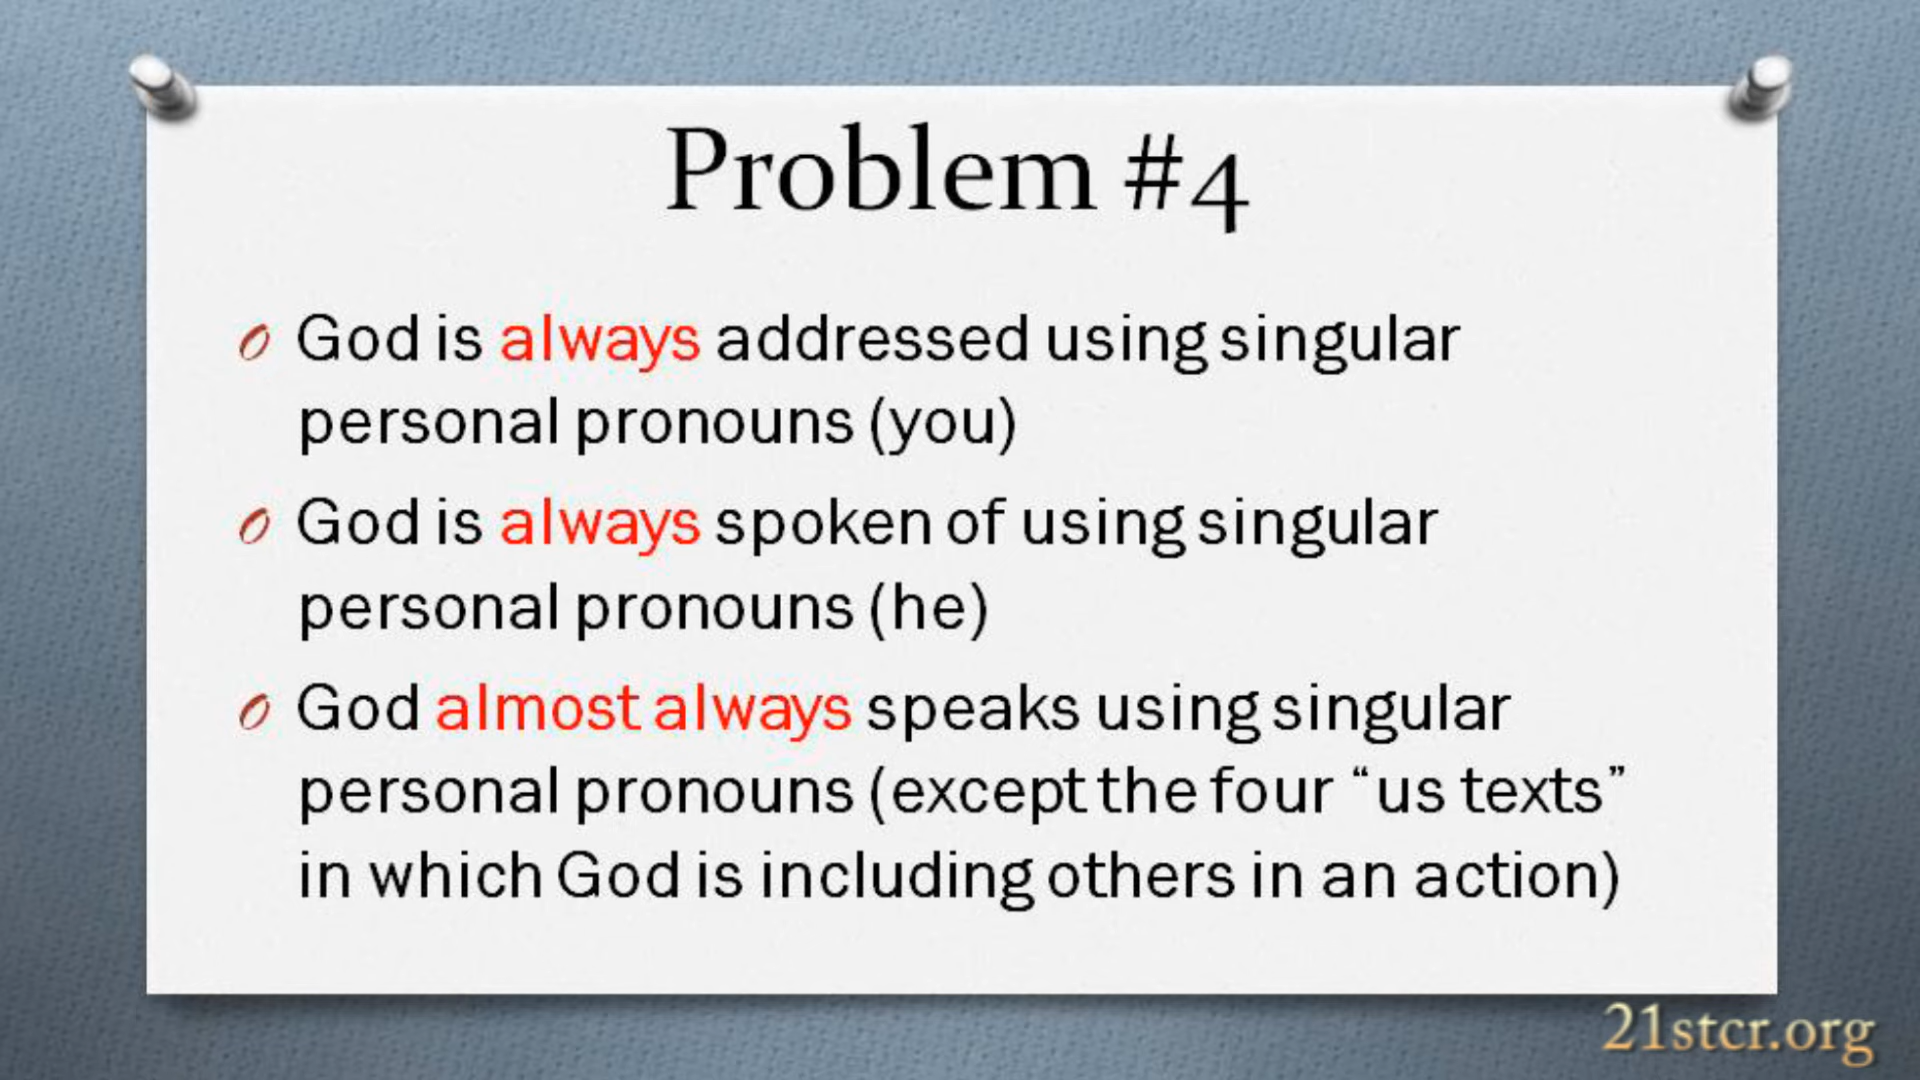 Problem #4
God is always addressed using singular
personal pronouns (you)
God is always spoken of using singular
personal pronouns (he)
God almost always speaks using singular
personal pronouns (except the four “us texts”
in which God is including others in an action)
21stcr.org